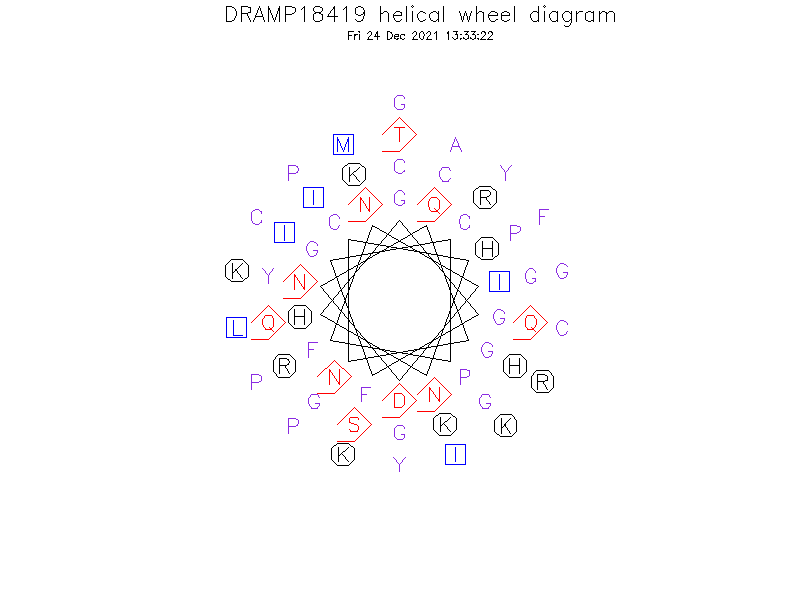 DRAMP18419 helical wheel diagram
Fri 24 Dec 2021 13:33:22
G
T
M A
C
P K C Y
I G R
N Q
C F
C C
I P
G H
K Y G G
N I
H G
Q Q
L C
F G
R H
N P
P R
F N
G D G
P S K K
G
K I
Y